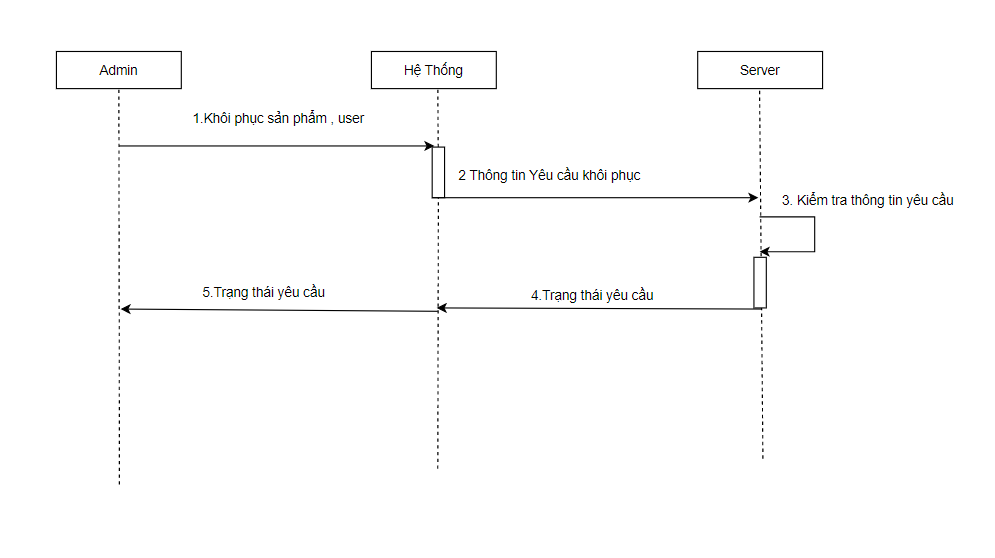 Admin
Hệ Thống
Server
1.Khôi phục sản phẩm , user
2 Thông tin Yêu cầu khôi phục
3. Kiểm tra thông tin yêu cầu
5.Trạng thái yêu cầu
4.Trạng thái yêu cầu